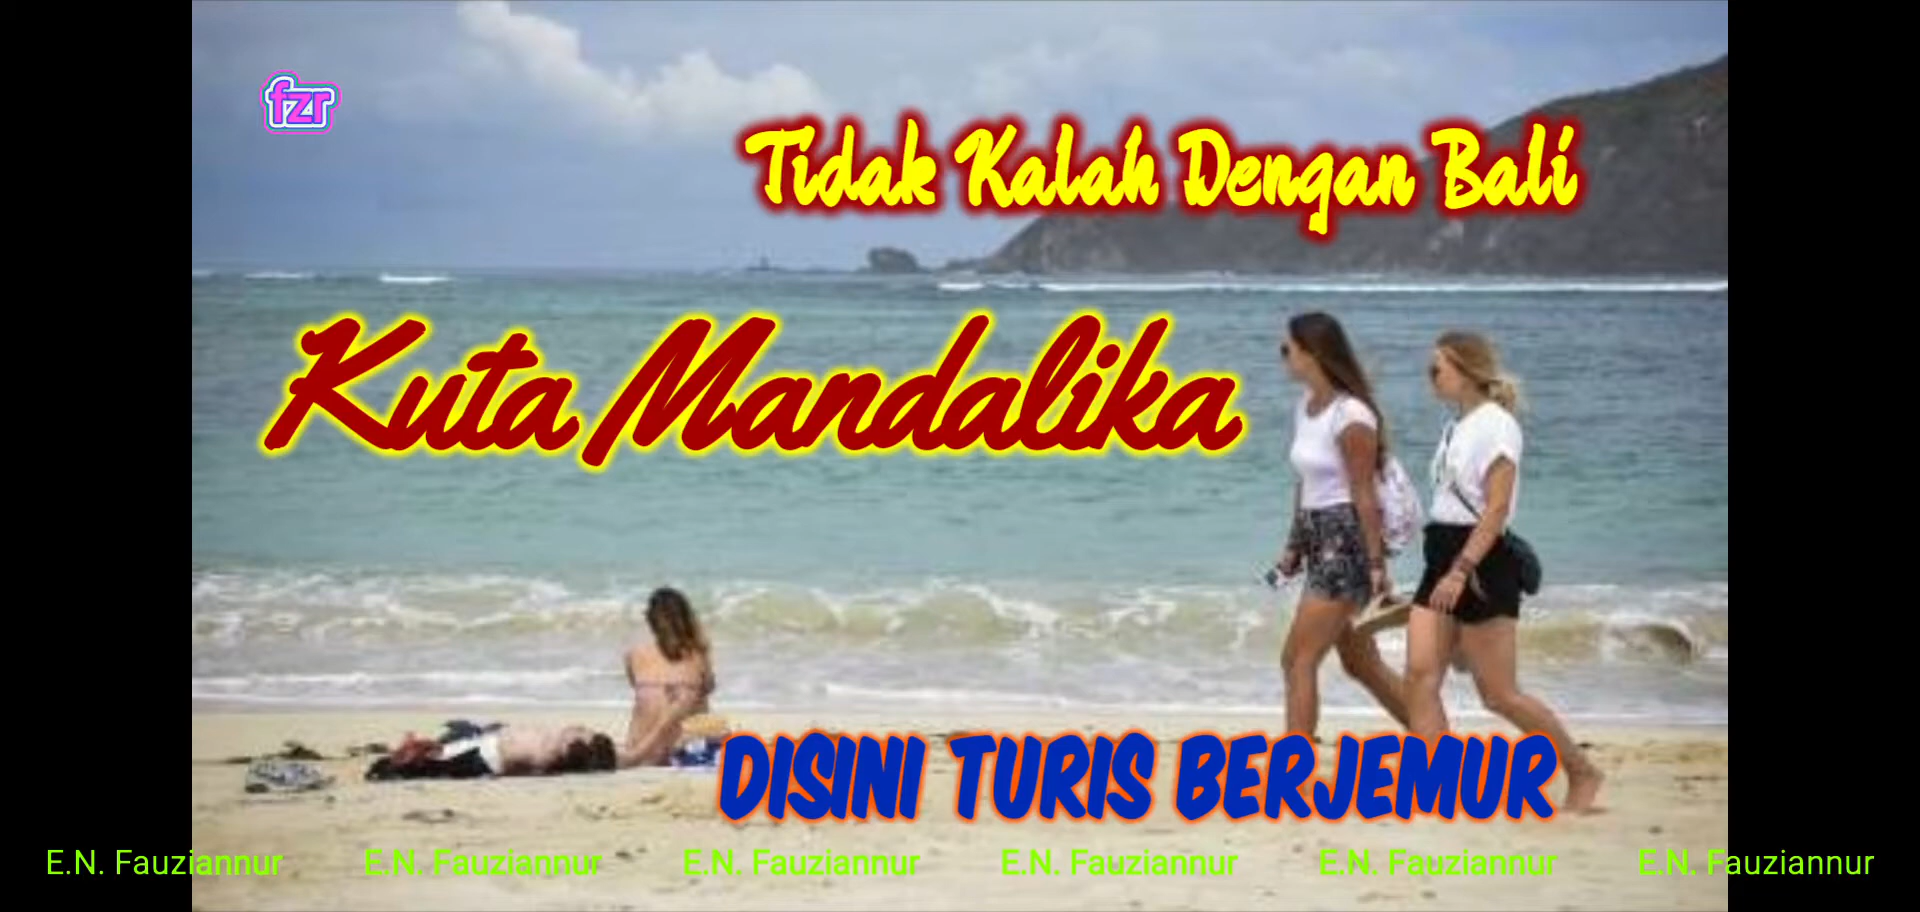 fzr
Tidak Kalah Dengan Bali
Kuta Mandalika
DISINI TURIS BERJEMUR
E.N. Fauziannur E.N. Fauziannur E.N. Fauziannur E.N. Fauziannur E.N. Fauziannur E.N. Fauziannur